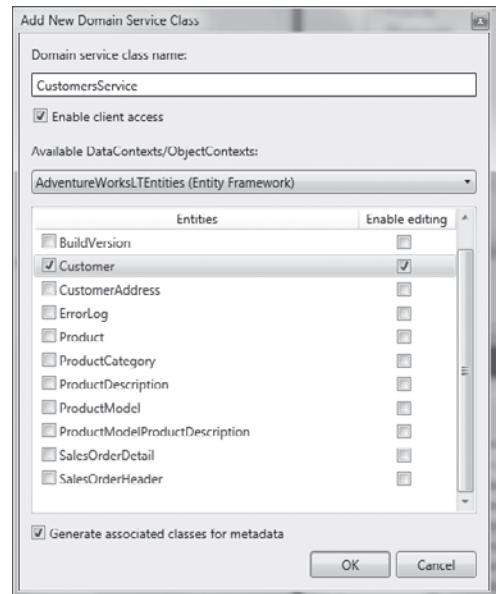 Add New Domain Service Class
Domain service class name:
CustomersService
Enable client access
Available DataContexts/ObjectContexts:
AdventureWorksLTEntities (Entity Framework)
Entities Enable editing
BuildVersion
Customer
CustomerAddress
ErrorLog
Product
ProductCategory
ProductDescription
ProductModel
ProductModelProductDescription
SalesOrderDetail
SalesOrderHeader
Generate associated classes for metadata
OK Cancel